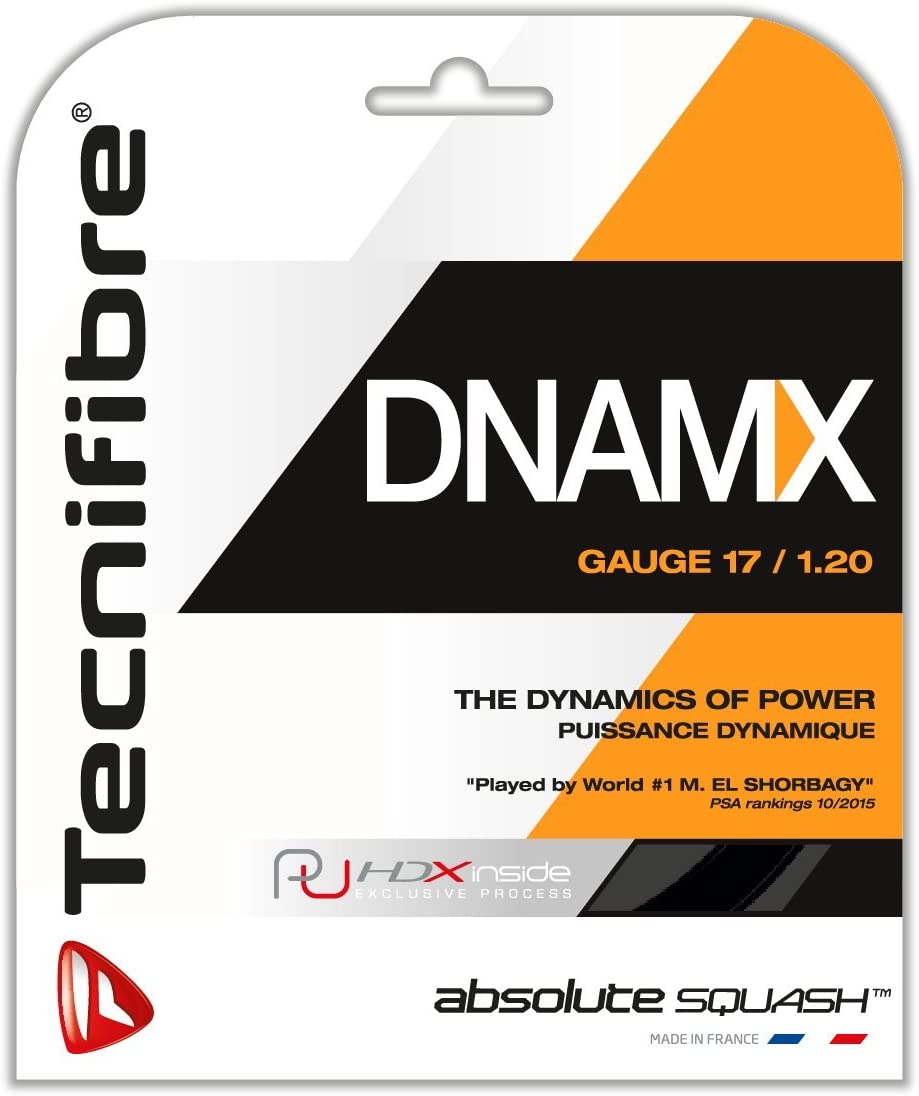 Tecnifibre®
DNAMX
GAUGE 17 / 1.20
THE DYNAMICS OF POWER
PUISSANCE DYNAMIQUE
"Played by World #1 M. EL SHORBAGY"
PSA rankings 10/2015
PU HDX inside
EXCLUSIVE PROCESS
absolute SQUASH™
MADE IN FRANCE